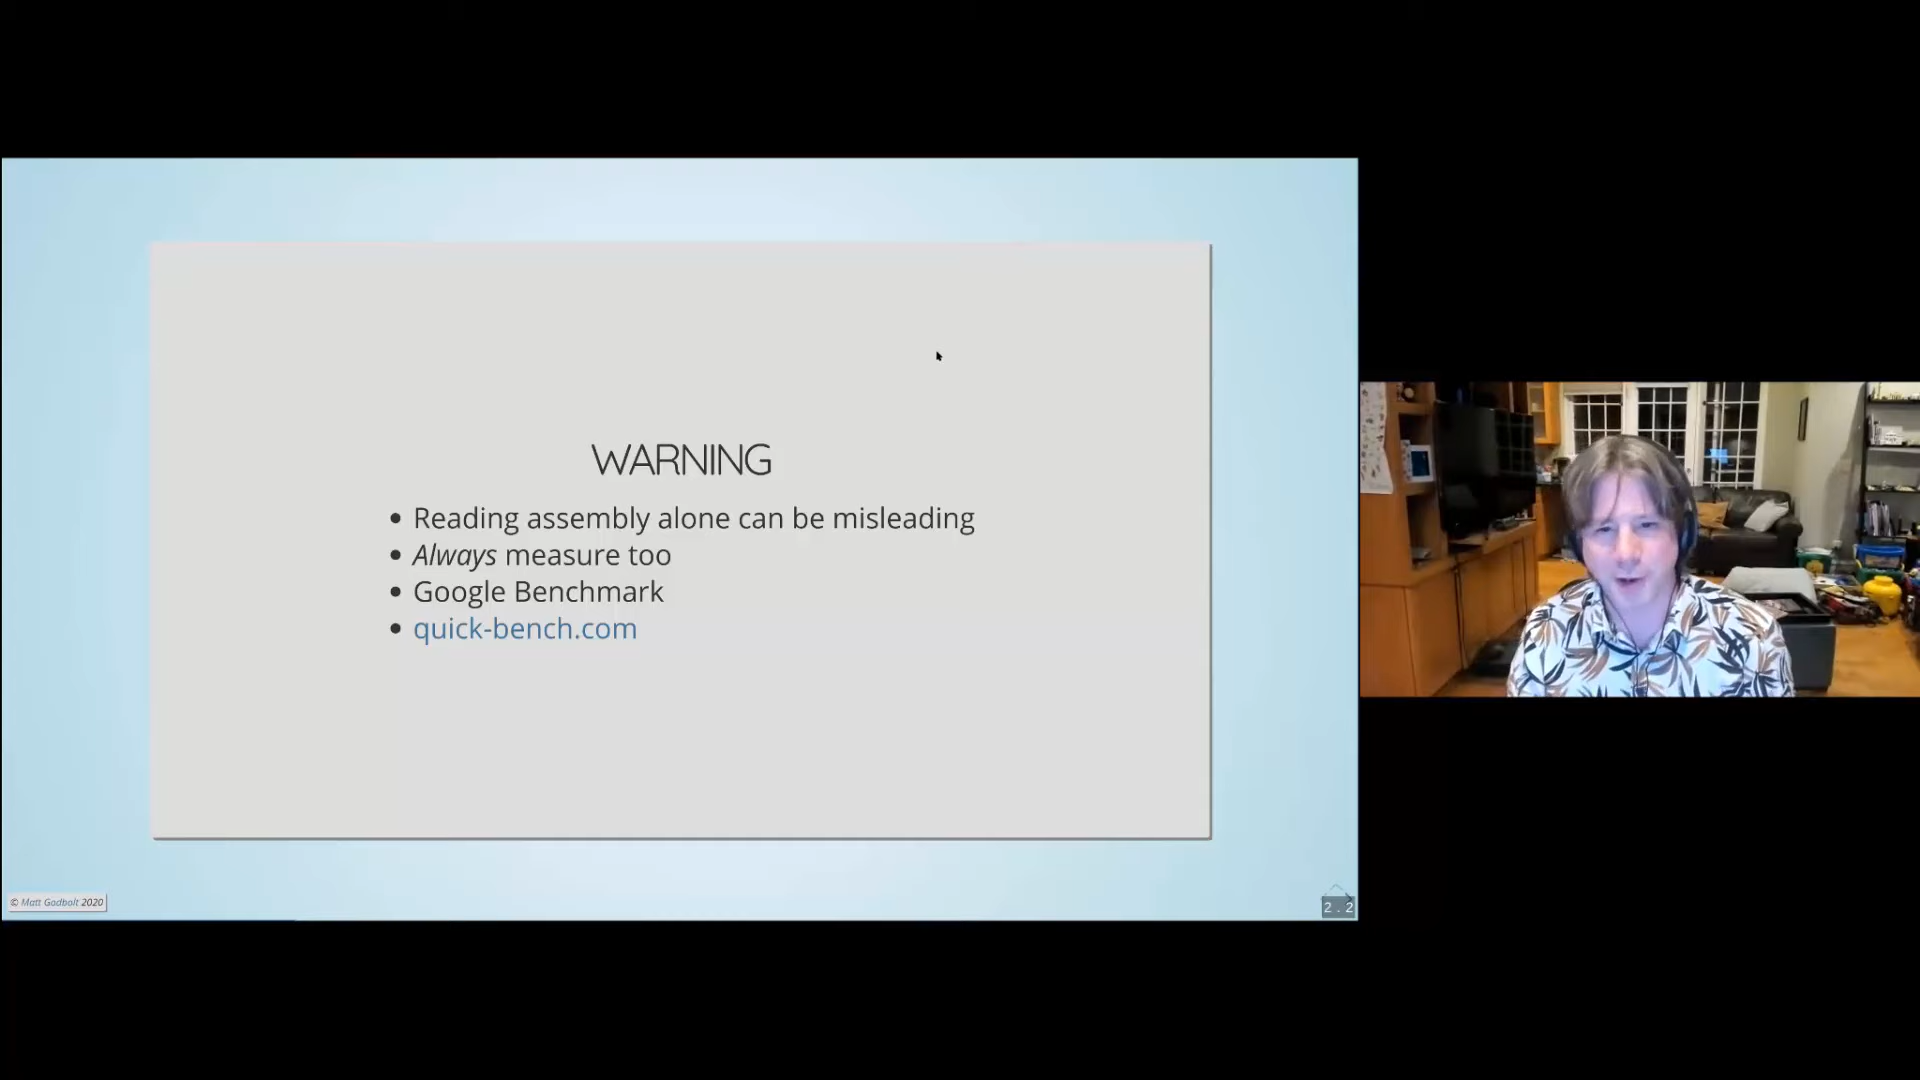 WARNING
• Reading assembly alone can be misleading
• Always measure too
• Google Benchmark
• quick-bench.com
© Matt Godbolt 2020
2 . 2